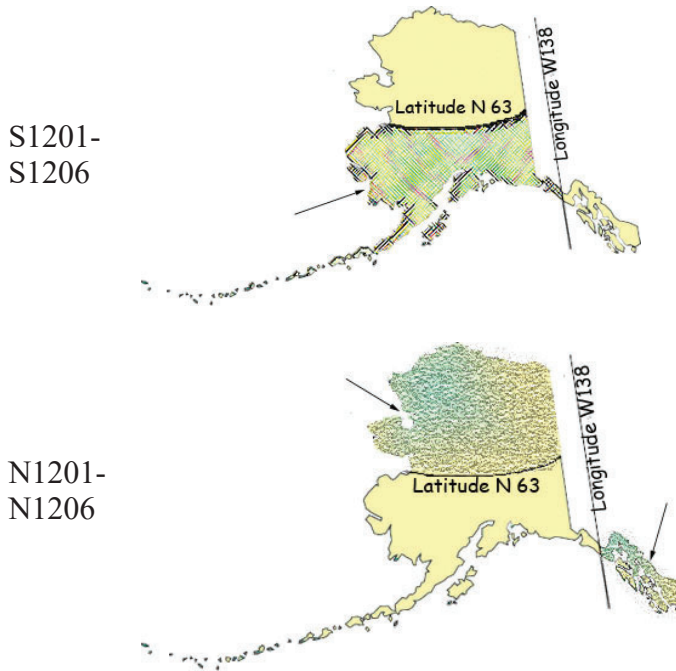 Latitude N 63
Longitude W138
S1201-
S1206
Latitude N 63
Longitude W138
N1201-
N1206